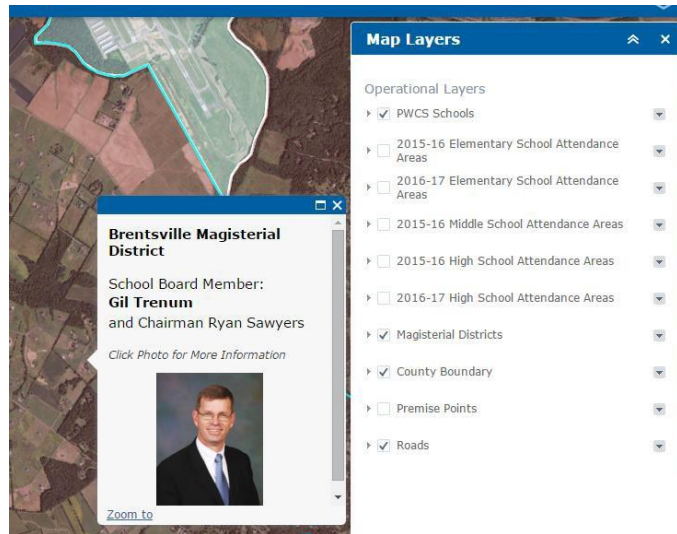 Map Layers
Operational Layers
PWCS Schools
2015-16 Elementary School Attendance
Areas
2016-17 Elementary School Attendance
Areas
2015-16 Middle School Attendance Areas
2015-16 High School Attendance Areas
2016-17 High School Attendance Areas
Magisterial Districts
County Boundary
Premise Points
Roads
Brentsville Magisterial
District
School Board Member:
Gil Trenum
and Chairman Ryan Sawyers
Click Photo for More Information
Zoom to